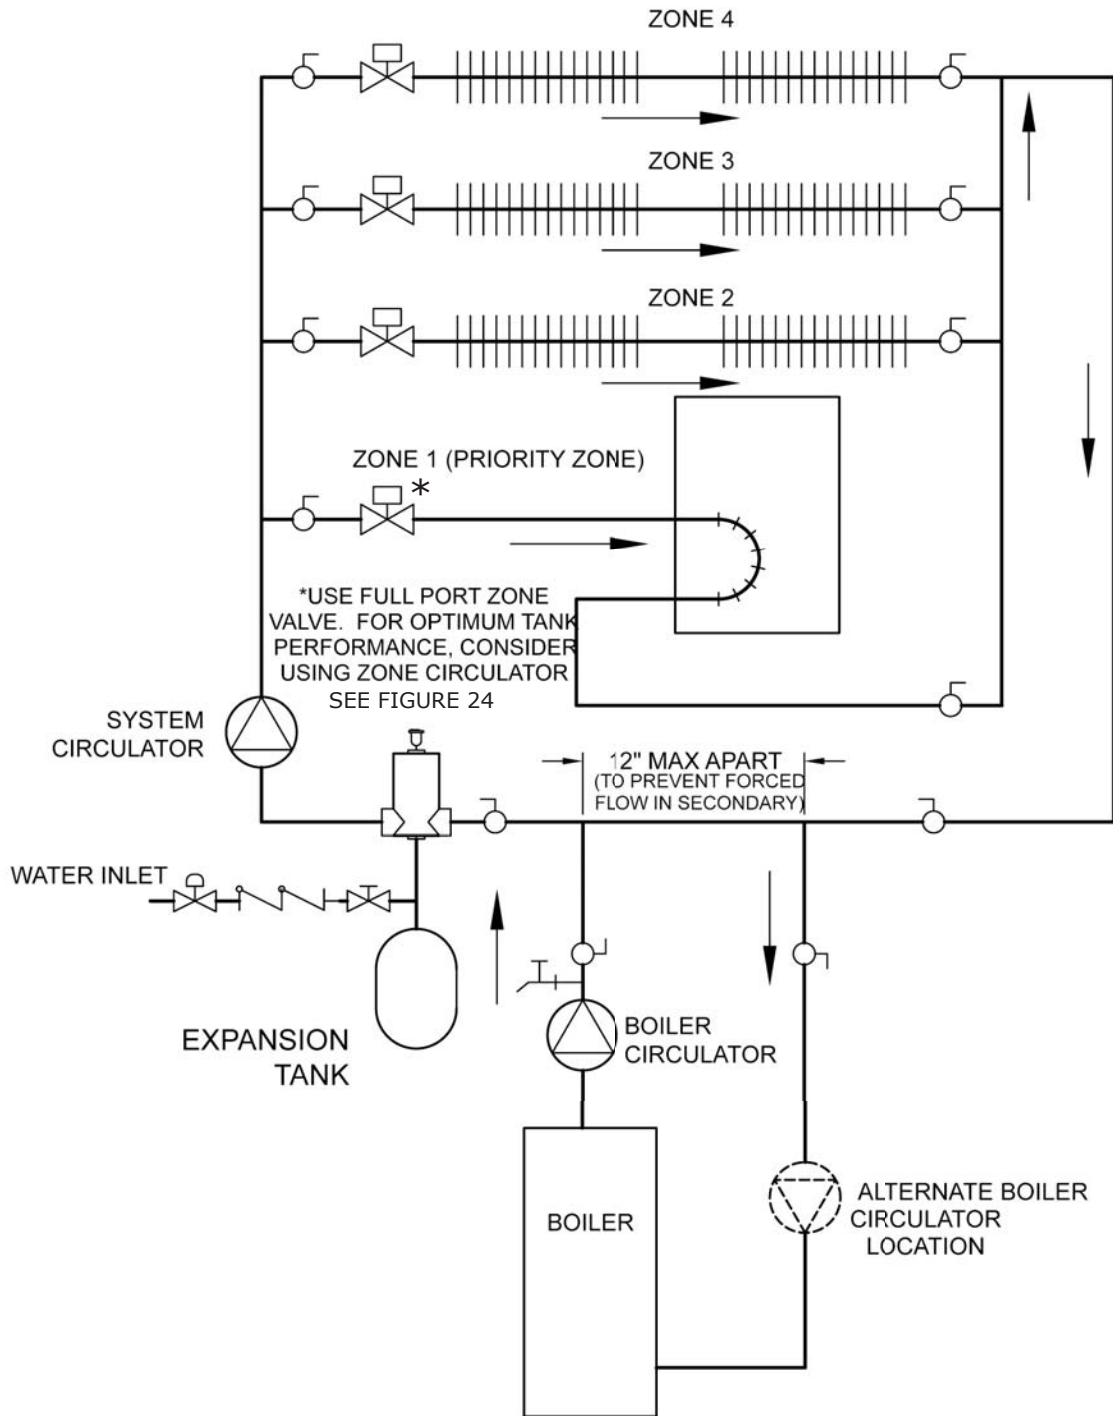 ZONE 4
ZONE 3
ZONE 2
ZONE 1 (PRIORITY ZONE)
*
*USE FULL PORT ZONE
VALVE. FOR OPTIMUM TANK
PERFORMANCE, CONSIDER
USING ZONE CIRCULATOR
SEE FIGURE 24
SYSTEM
CIRCULATOR
12" MAX APART
(TO PREVENT FORCED
FLOW IN SECONDARY)
WATER INLET
EXPANSION
TANK
BOILER
CIRCULATOR
BOILER
ALTERNATE BOILER
CIRCULATOR
LOCATION